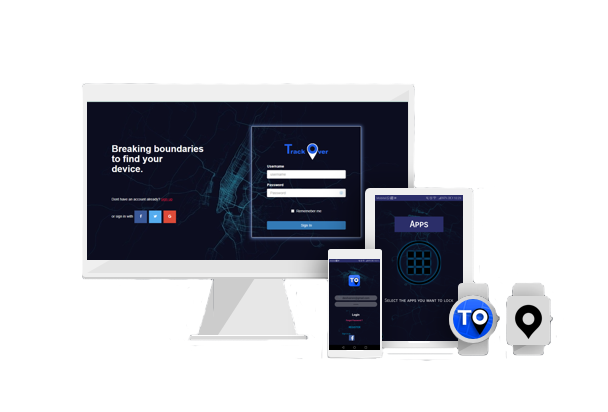 Breaking boundaries
to find your
device.
Dont have an account already? Sign up
or sign in with
Track Over
Username
username
Password
Password
Remember me
Sign in
TO
Login
Apps
Select the apps you want to lock
TO